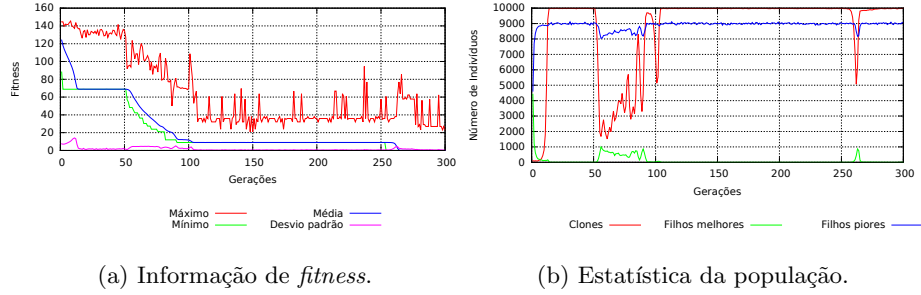 160
140
120
100
80
60
40
20
0
Fitness
0 50 100 150 200 250 300
Gerações
Máximo Média
Mínimo Desvio padrão
(a) Informação de fitness.
10000
9000
8000
7000
6000
5000
4000
3000
2000
1000
0
Número de Indivíduos
0 50 100 150 200 250 300
Gerações
Clones Filhos melhores Filhos piores
(b) Estatística da população.